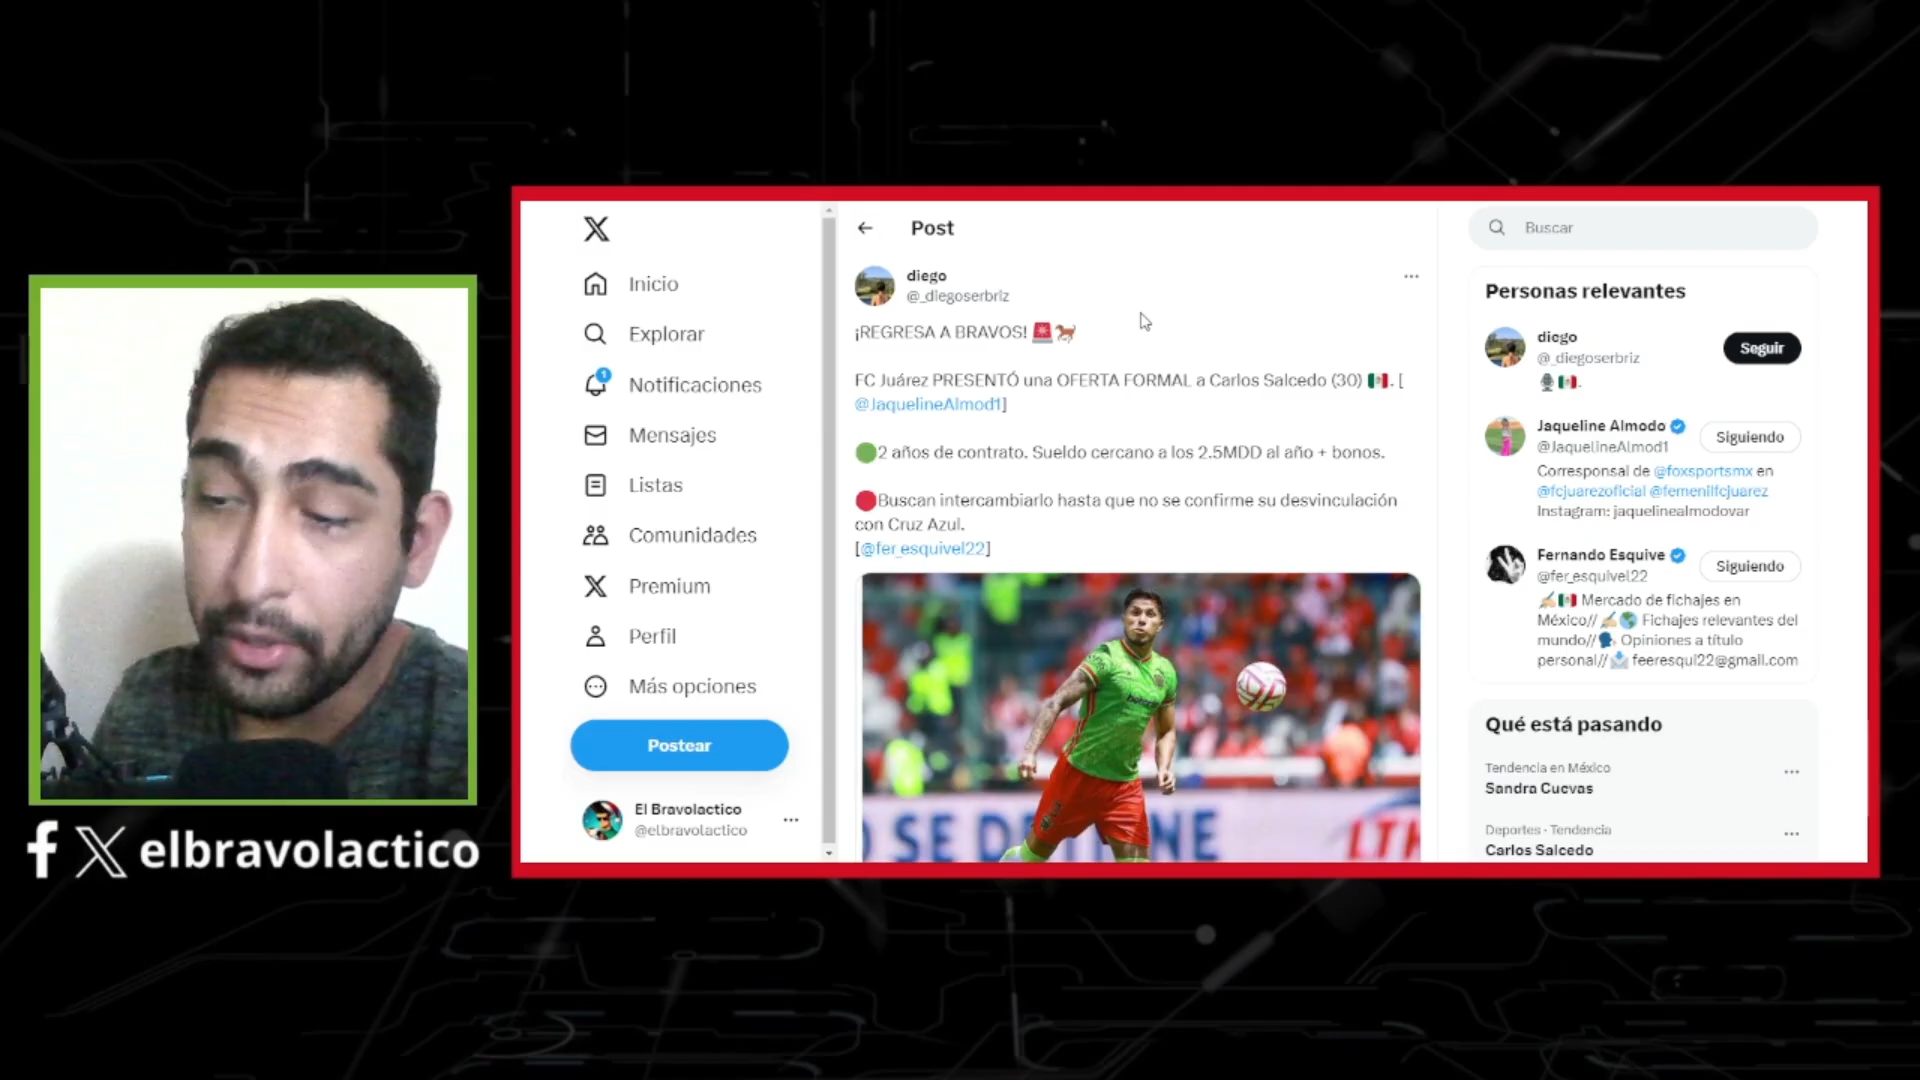 Inicio
Explorar
1
Notificaciones
Mensajes
Listas
Comunidades
Premium
Perfil
Más opciones
Postear
El Bravolactico
@elbravolactico
Post
diego
@_diegoserbriz
¡REGRESA A BRAVOS! 🚨🐎
FC Juárez PRESENTÓ una OFERTA FORMAL a Carlos Salcedo (30) 🇲🇽. [
@JaquelineAlmod1]
🟢2 años de contrato. Sueldo cercano a los 2.5MDD al año + bonos.
🔴Buscan intercambiarlo hasta que no se confirme su desvinculación
con Cruz Azul.
[@fer_esquivel22]
Buscar
Personas relevantes
diego
@_diegoserbriz
Seguir
🎙🇲🇽.
Jaqueline Almodo
@JaquelineAlmod1
Siguiendo
Corresponsal de @foxsportsmx en
@fcjuarezoficial @femenilfcjuarez
Instagram: jaquelinealmodovar
Fernando Esquive
@fer_esquivel22
Siguiendo
✍🇲🇽 Mercado de fichajes en
México//✍🌎 Fichajes relevantes del
mundo//🗣 Opiniones a título
personal//📩 feeresqui22@gmail.com
Qué está pasando
Tendencia en México
Sandra Cuevas
Deportes · Tendencia
Carlos Salcedo
f X elbravolactico